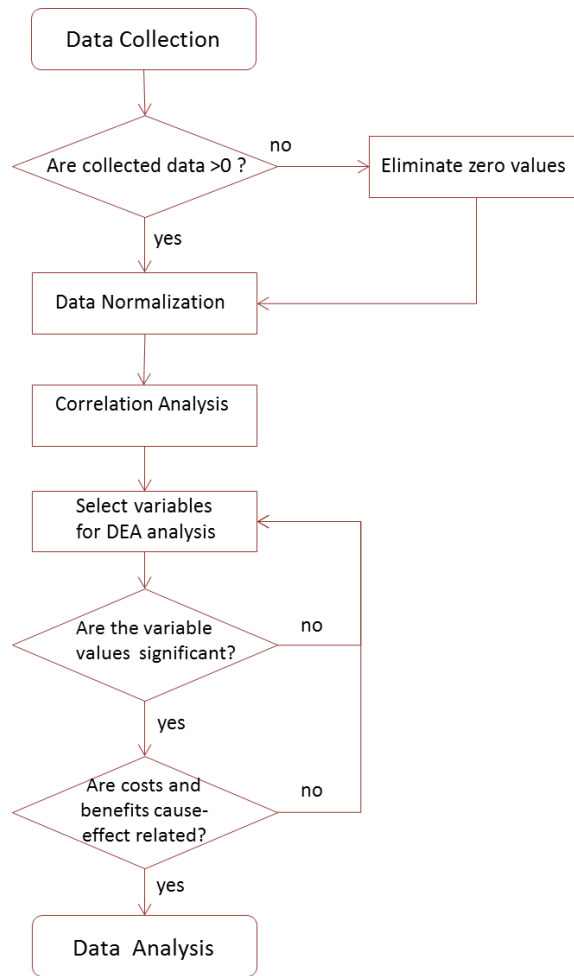 Data Collection
no
Are collected data >0 ?
Eliminate zero values
yes
Data Normalization
Correlation Analysis
Select variables
for DEA analysis
Are the variable
values significant?
no
yes
Are costs and
benefits cause-
effect related?
no
yes
Data Analysis